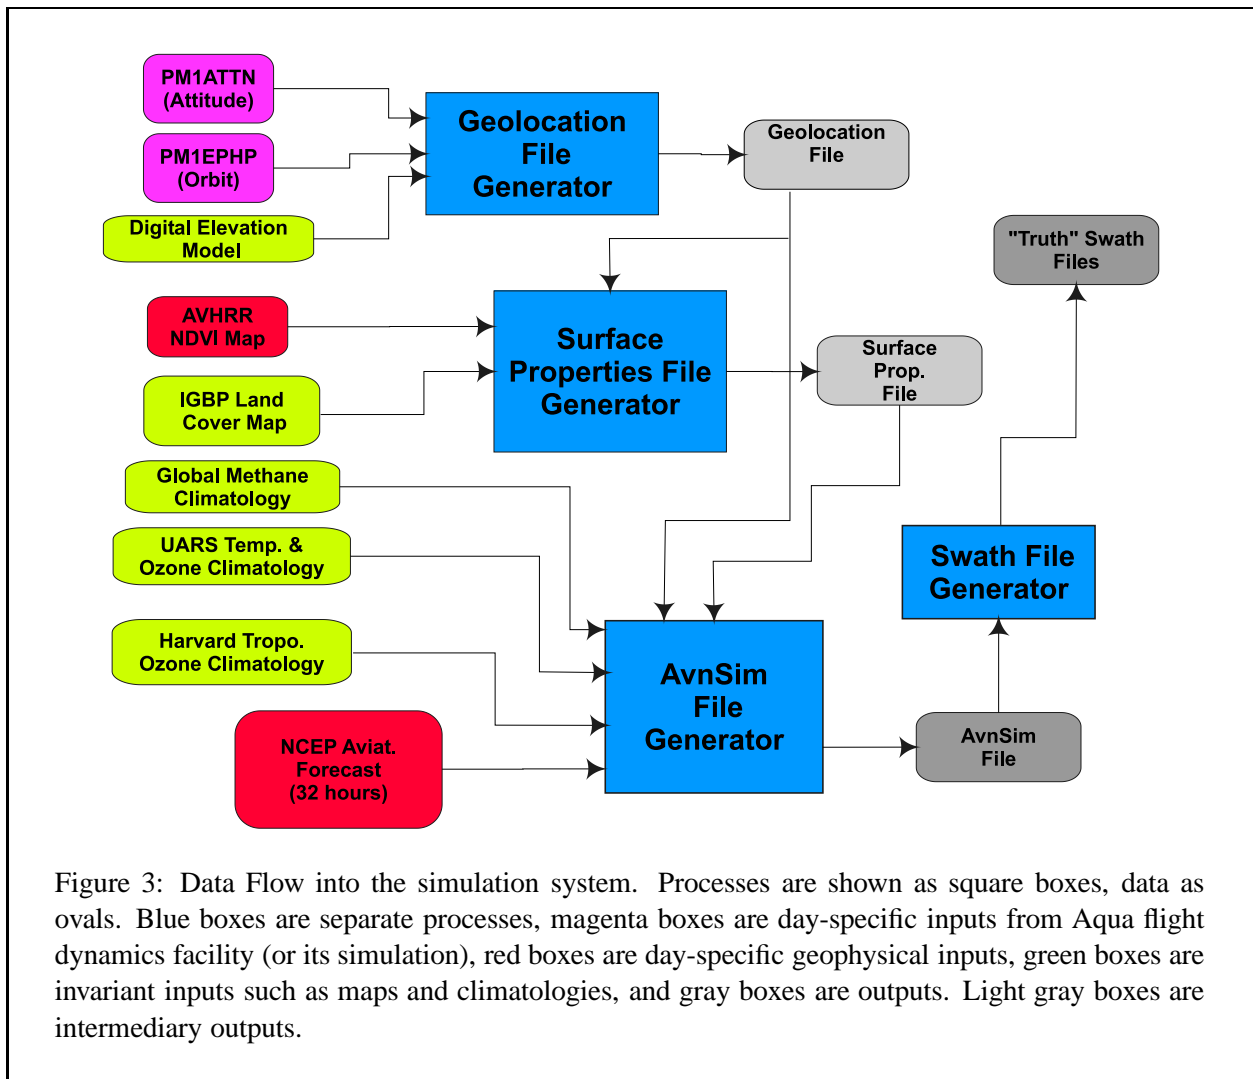 PM1ATTN
(Attitude)
PM1EPHP
(Orbit)
Digital Elevation
Model
Geolocation
File
Generator
Geolocation
File
"Truth" Swath
Files
AVHRR
NDVI Map
IGBP Land
Cover Map
Surface
Properties File
Generator
Surface
Prop.
File
Global Methane
Climatology
UARS Temp. &
Ozone Climatology
Harvard Tropo.
Ozone Climatology
NCEP Aviat.
Forecast
(32 hours)
AvnSim
File
Generator
Swath File
Generator
AvnSim
File
Figure 3: Data Flow into the simulation system. Processes are shown as square boxes, data as
ovals. Blue boxes are separate processes, magenta boxes are day-specific inputs from Aqua flight
dynamics facility (or its simulation), red boxes are day-specific geophysical inputs, green boxes are
invariant inputs such as maps and climatologies, and gray boxes are outputs. Light gray boxes are
intermediary outputs.